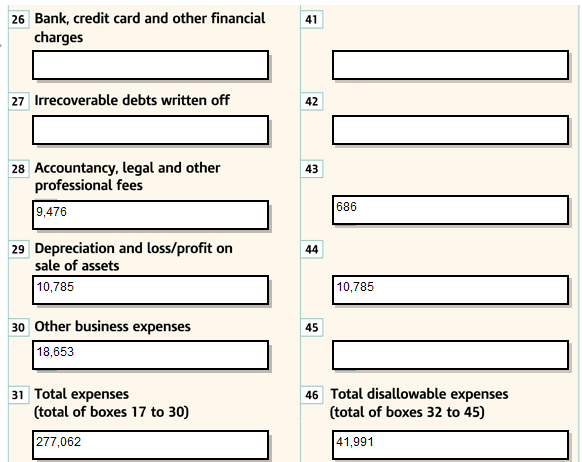 26 Bank, credit card and other financial
charges
41
27 Irrecoverable debts written off
42
28 Accountancy, legal and other
professional fees
43
9,476
686
29 Depreciation and loss/profit on
sale of assets
44
10,785
10,785
30 Other business expenses
45
18,653
31 Total expenses
(total of boxes 17 to 30)
46 Total disallowable expenses
(total of boxes 32 to 45)
277,062
41,991